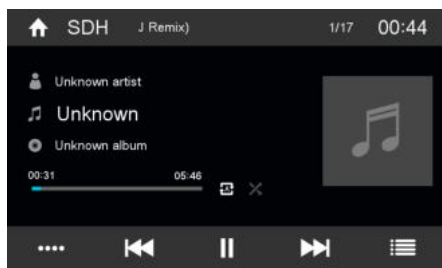 SDH J Remix) 1/17 00:44
Unknown artist
Unknown
Unknown album
00:31 05:46